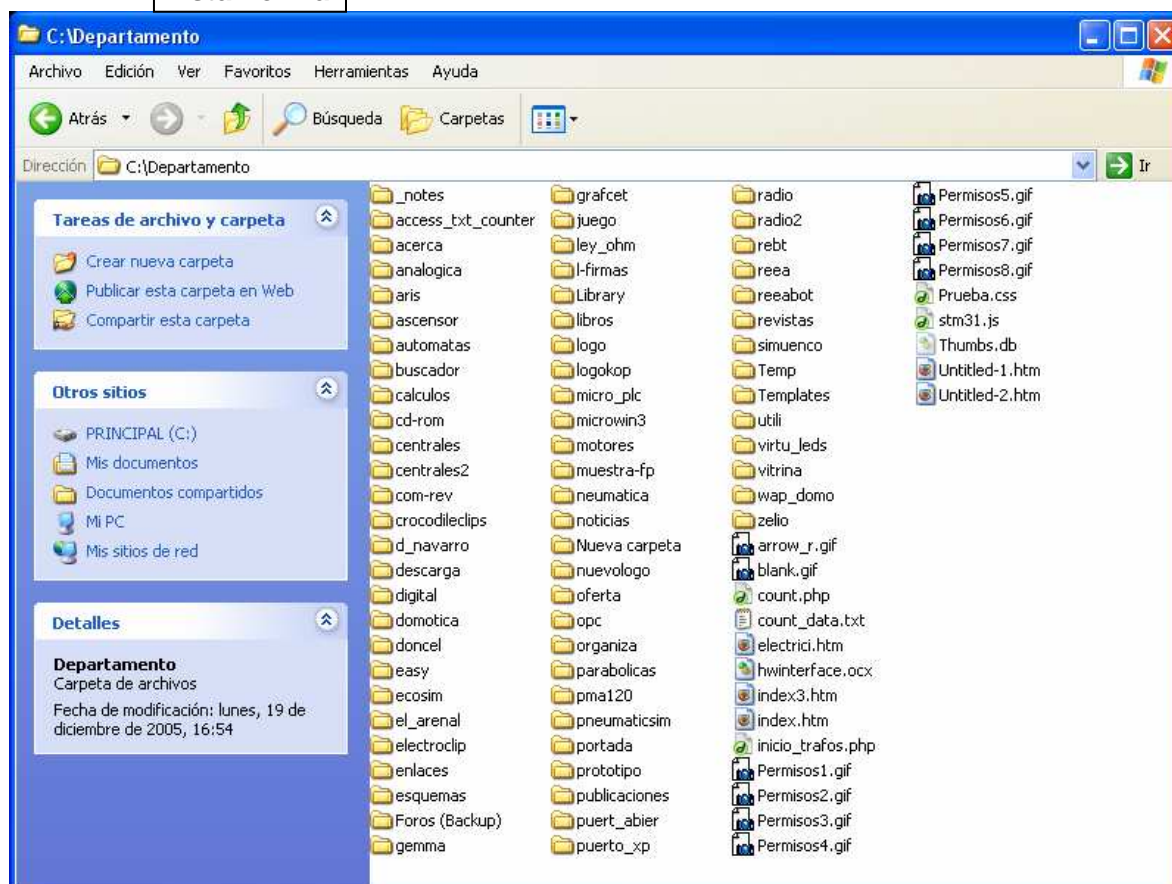 C:\Departamento
Archivo Edición Ver Favoritos Herramientas Ayuda
Atrás Búsqueda Carpetas
Dirección C:\Departamento Ir
Tareas de archivo y carpeta
Crear nueva carpeta
Publicar esta carpeta en Web
Compartir esta carpeta
Otros sitios
PRINCIPAL (C:)
Mis documentos
Documentos compartidos
Mi PC
Mis sitios de red
Detalles
Departamento
Carpeta de archivos
Fecha de modificación: lunes, 19 de
diciembre de 2005, 16:54
_notes
access_txt_counter
acerca
analogica
aris
ascensor
automatas
buscador
calculos
cd-rom
centrales
centrales2
com-rev
crocodileclips
d_navarro
descarga
digital
domotica
doncel
easy
ecosim
el_arenal
electroclip
enlaces
esquemas
Foros (Backup)
gemma
grafcet
juego
ley_ohm
l-firmas
Library
libros
logo
logokop
micro_plc
microwin3
motores
muestra-fp
neumatica
noticias
Nueva carpeta
nuevologo
oferta
opc
organiza
parabolicas
pma120
pneumaticsim
portada
prototipo
publicaciones
puert_abier
puerto_xp
radio
radio2
rebt
reea
reeabot
revistas
simuenco
Temp
Templates
utili
virtu_leds
vitrina
wap_domo
zelio
arrow_r.gif
blank.gif
count.php
count_data.txt
electrici.htm
hwinterface.ocx
index3.htm
index.htm
inicio_trafos.php
Permisos1.gif
Permisos2.gif
Permisos3.gif
Permisos4.gif
Permisos5.gif
Permisos6.gif
Permisos7.gif
Permisos8.gif
Prueba.css
stm31.js
Thumbs.db
Untitled-1.htm
Untitled-2.htm